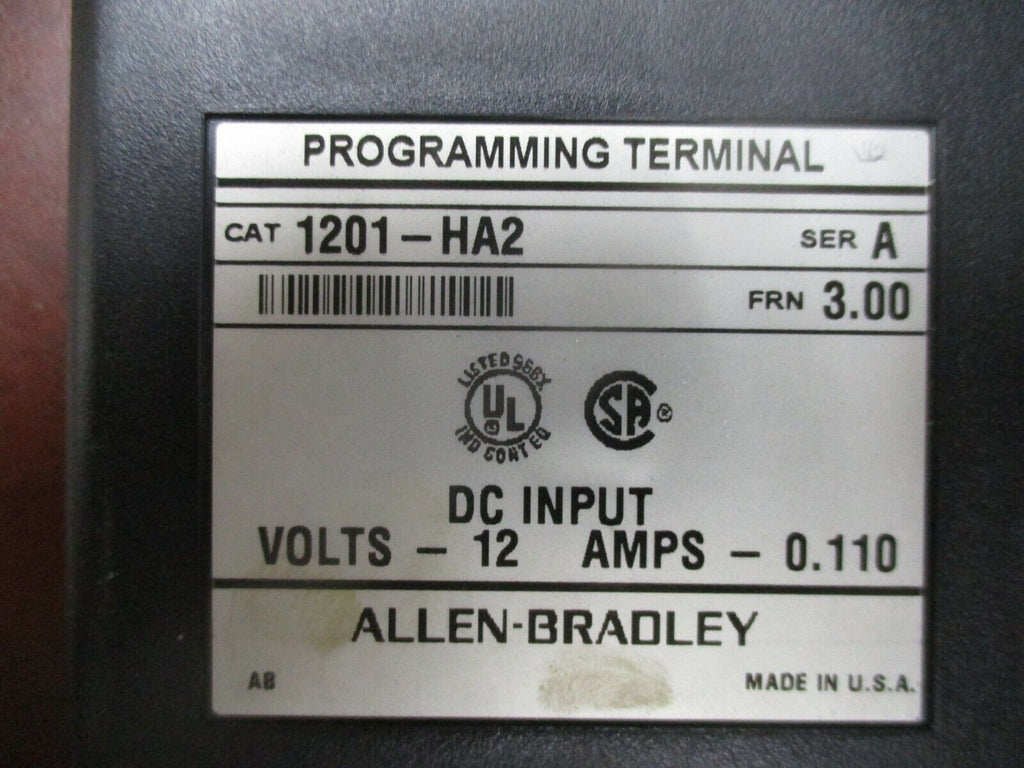 PROGRAMMING TERMINAL
CAT 1201-HA2 SER A
FRN 3.00
LISTED 966X
UL
IND CONT EQ
SA ®
DC INPUT
VOLTS - 12 AMPS - 0.110
ALLEN-BRADLEY
AB MADE IN U.S.A.